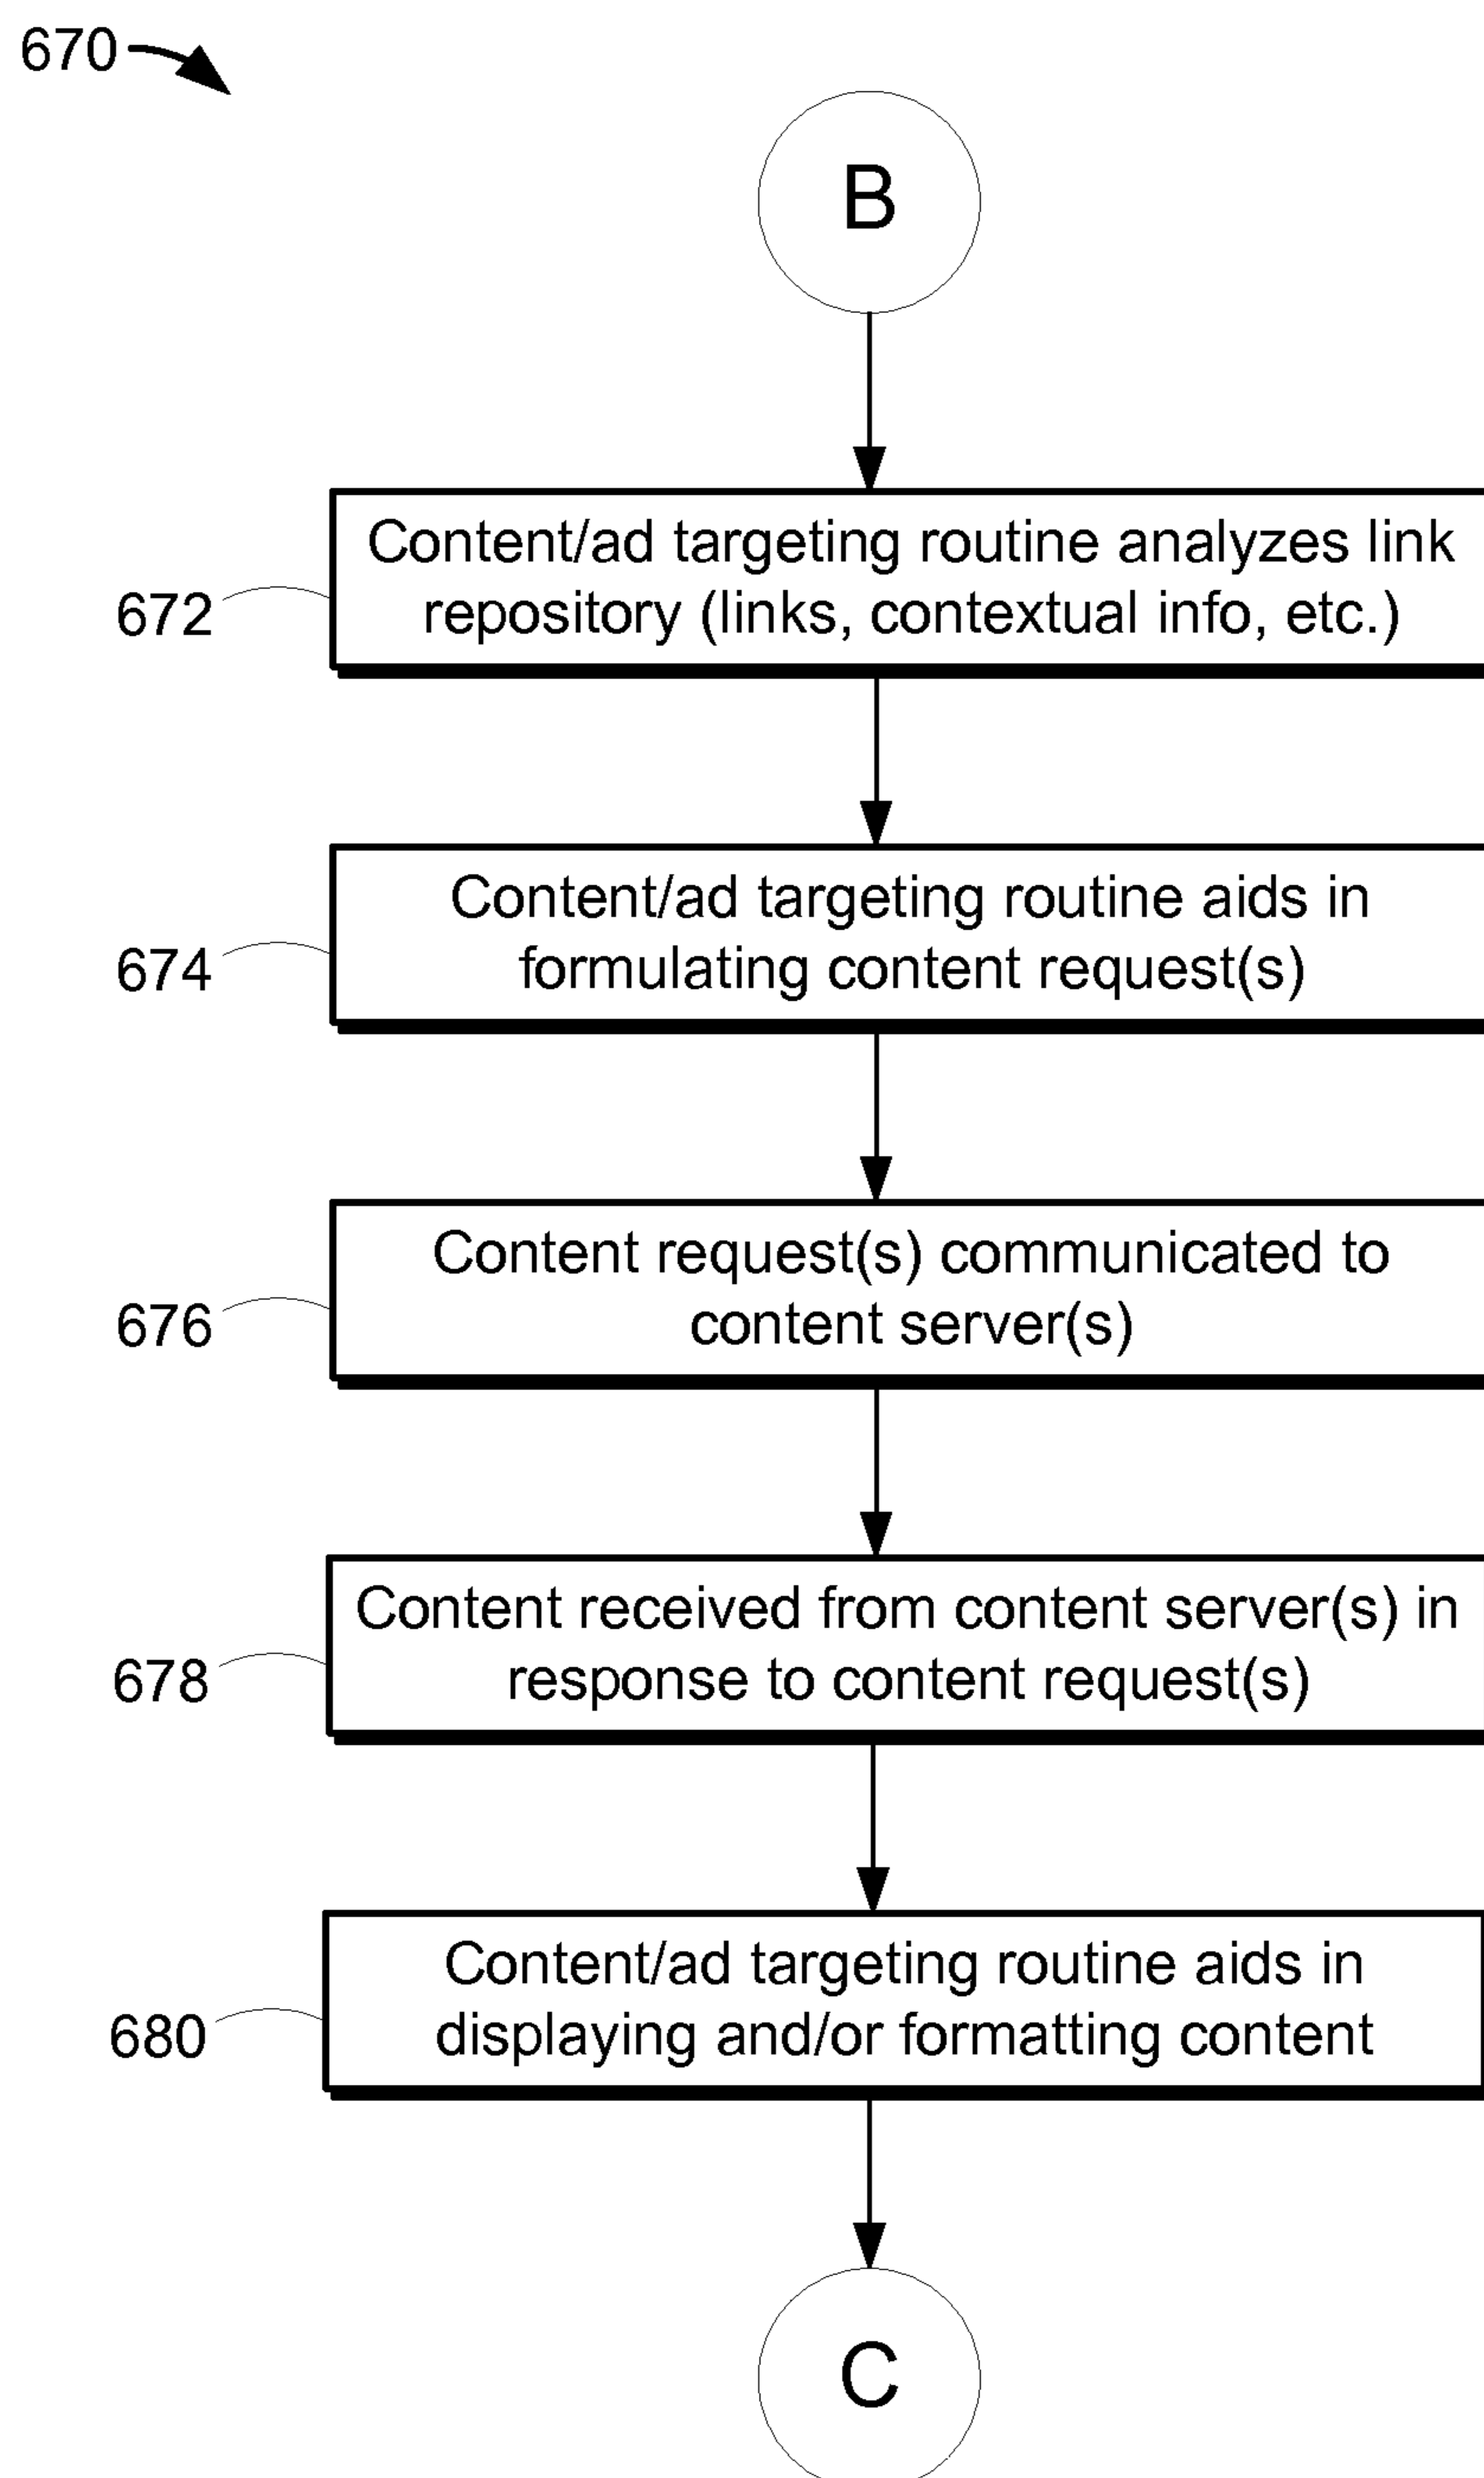 670
B
Content/ad targeting routine analyzes link
repository (links, contextual info, etc.)
672
Content/ad targeting routine aids in
formulating content request(s)
674
Content request(s) communicated to
content server(s)
676
Content received from content server(s) in
response to content request(s)
678
Content/ad targeting routine aids in
displaying and/or formatting content
680
C